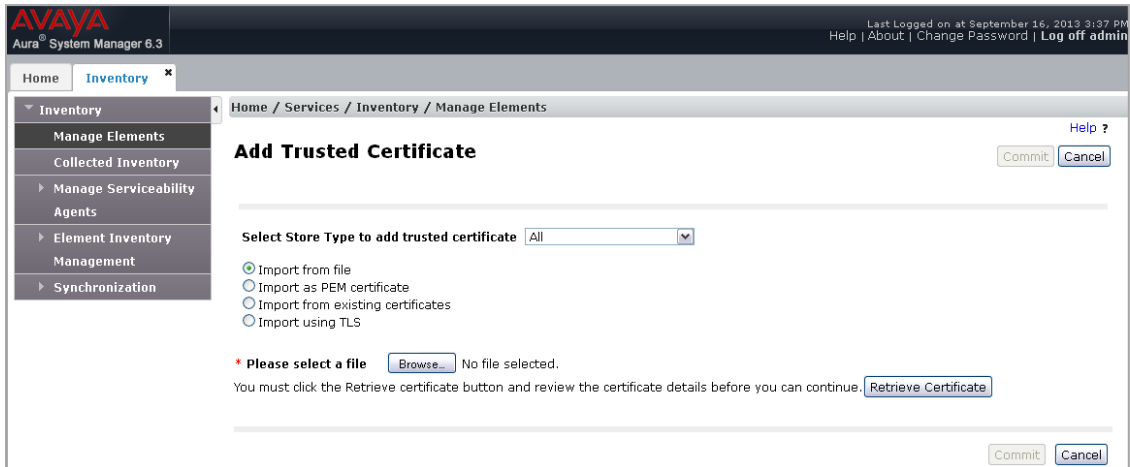 AVAYA
Aura® System Manager 6.3
Last Logged on at September 16, 2013 3:37 PM
Help | About | Change Password | Log off admin
Home
Inventory ×
Inventory
Manage Elements
Collected Inventory
Manage Serviceability
Agents
Element Inventory
Management
Synchronization
Home / Services / Inventory / Manage Elements
Help ?
Add Trusted Certificate
Commit Cancel
Select Store Type to add trusted certificate All
Import from file
Import as PEM certificate
Import from existing certificates
Import using TLS
* Please select a file Browse... No file selected.
You must click the Retrieve certificate button and review the certificate details before you can continue. Retrieve Certificate
Commit Cancel